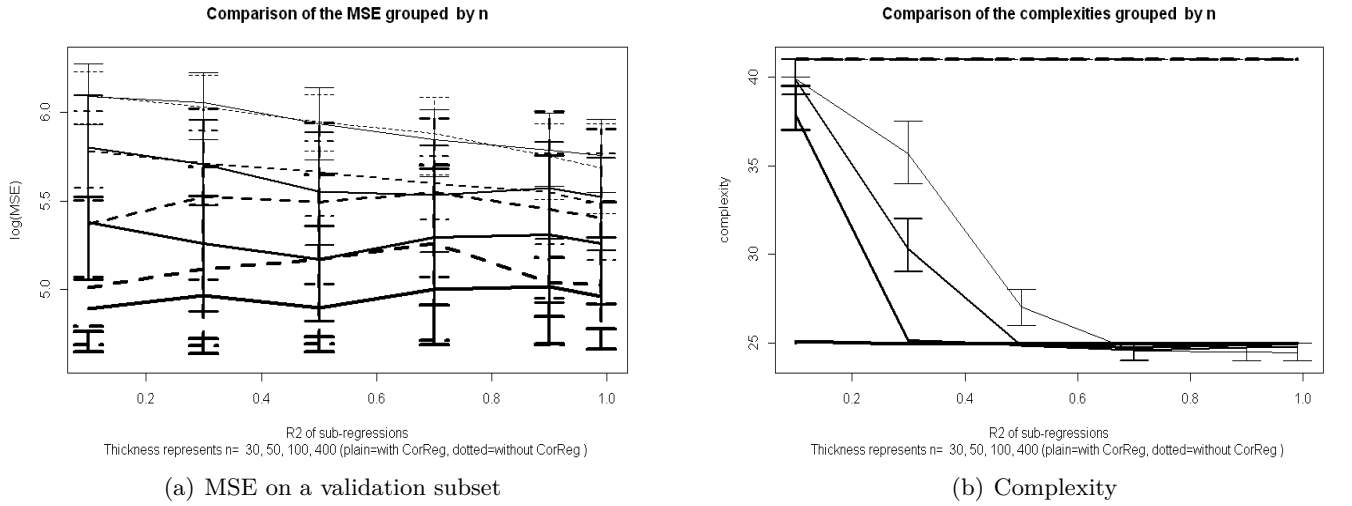 Comparison of the MSE grouped by n
log(MSE)
6.0
5.5
5.0
0.2 0.4 0.6 0.8 1.0
R2 of sub-regressions
Thickness represents n= 30, 50, 100, 400 (plain=with CorReg, dotted=without CorReg )
(a) MSE on a validation subset
Comparison of the complexities grouped by n
complexity
40
35
30
25
0.2 0.4 0.6 0.8 1.0
R2 of sub-regressions
Thickness represents n= 30, 50, 100, 400 (plain=with CorReg, dotted=without CorReg )
(b) Complexity